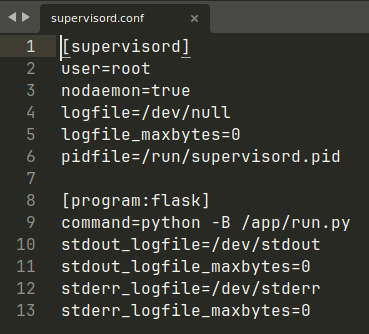 supervisord.conf
1 [supervisord]
2 user=root
3 nodaemon=true
4 logfile=/dev/null
5 logfile_maxbytes=0
6 pidfile=/run/supervisord.pid
7
8 [program:flask]
9 command=python -B /app/run.py
10 stdout_logfile=/dev/stdout
11 stdout_logfile_maxbytes=0
12 stderr_logfile=/dev/stderr
13 stderr_logfile_maxbytes=0